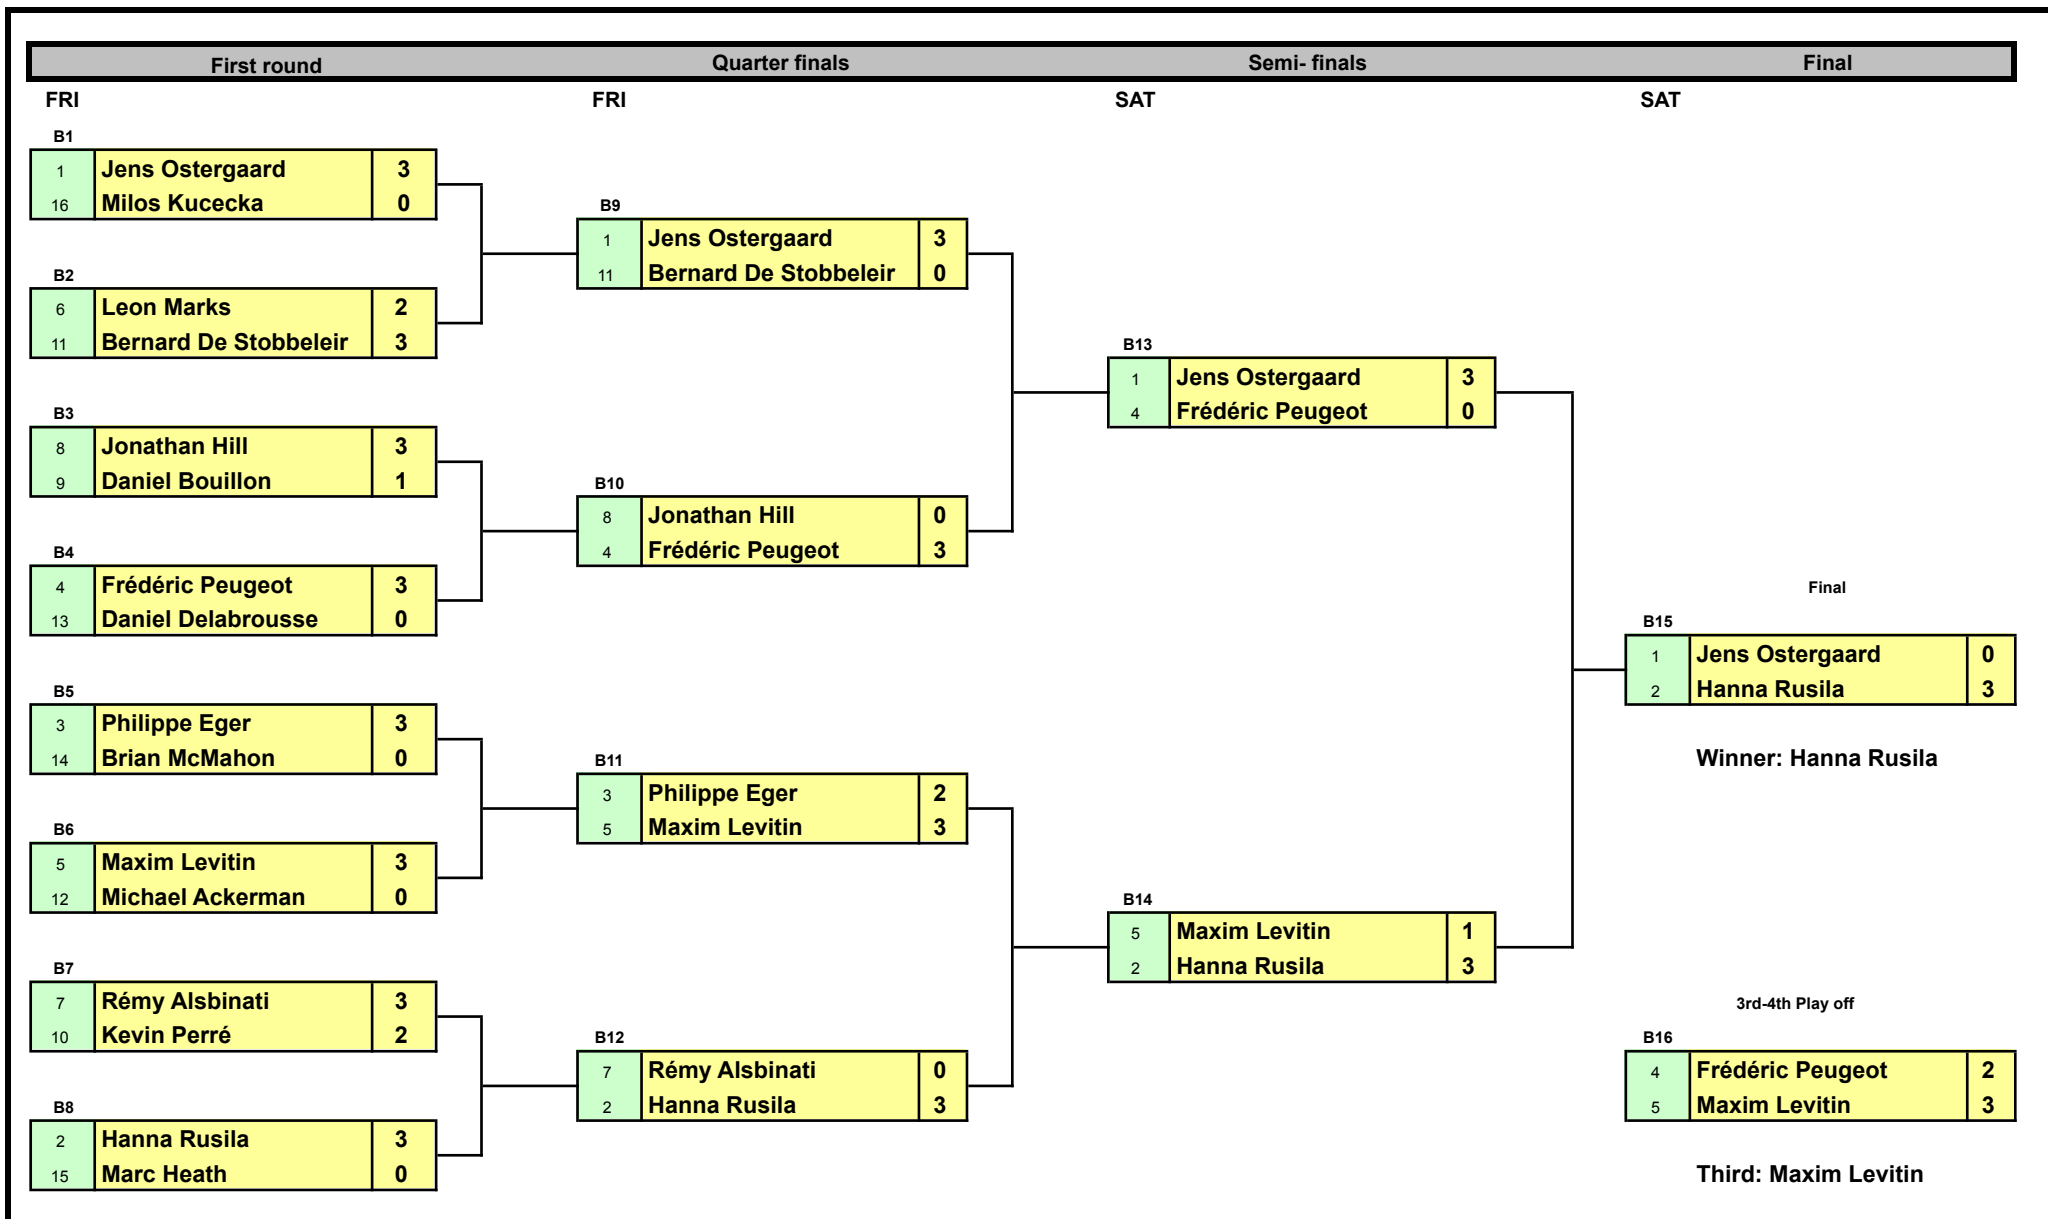 First round Quarter finals Semi- finals Final
FRI FRI SAT SAT
B1
1 Jens Ostergaard 3
16 Milos Kucecka 0
B2
6 Leon Marks 2
11 Bernard De Stobbeleir 3
B3
8 Jonathan Hill 3
9 Daniel Bouillon 1
B4
4 Frédéric Peugeot 3
13 Daniel Delabrousse 0
B5
3 Philippe Eger 3
14 Brian McMahon 0
B6
5 Maxim Levitin 3
12 Michael Ackerman 0
B7
7 Rémy Alsbinati 3
10 Kevin Perré 2
B8
2 Hanna Rusila 3
15 Marc Heath 0
B9
1 Jens Ostergaard 3
11 Bernard De Stobbeleir 0
B10
8 Jonathan Hill 0
4 Frédéric Peugeot 3
B11
3 Philippe Eger 2
5 Maxim Levitin 3
B12
7 Rémy Alsbinati 0
2 Hanna Rusila 3
B13
1 Jens Ostergaard 3
4 Frédéric Peugeot 0
B14
5 Maxim Levitin 1
2 Hanna Rusila 3
Final
B15
1 Jens Ostergaard 0
2 Hanna Rusila 3
Winner: Hanna Rusila
3rd-4th Play off
B16
4 Frédéric Peugeot 2
5 Maxim Levitin 3
Third: Maxim Levitin